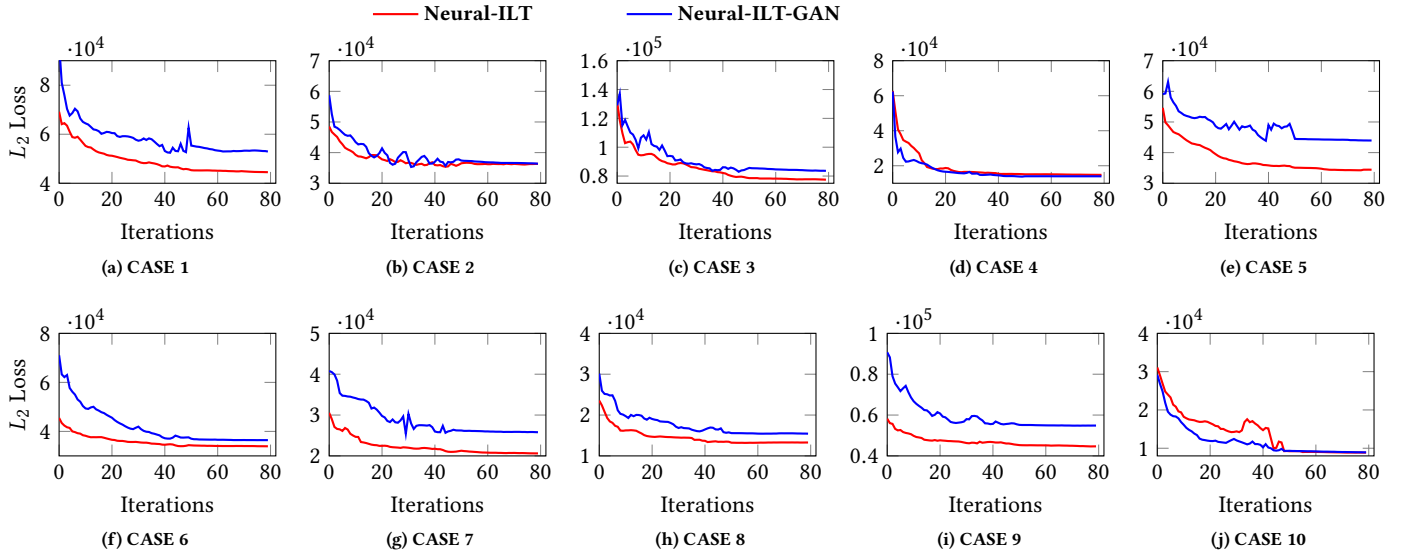 Neural-ILT Neural-ILT-GAN
·10^4 ·10^4 ·10^5 ·10^4 ·10^4
L_2 Loss
8
6
4
0 20 40 60 80
Iterations
(a) CASE 1
7
6
5
4
3
0 20 40 60 80
Iterations
(b) CASE 2
1.6
1.4
1.2
1
0.8
0 20 40 60 80
Iterations
(c) CASE 3
8
6
4
2
0 20 40 60 80
Iterations
(d) CASE 4
7
6
5
4
3
0 20 40 60 80
Iterations
(e) CASE 5
·10^4 ·10^4 ·10^4 ·10^5 ·10^4
L_2 Loss
8
6
4
0 20 40 60 80
Iterations
(f) CASE 6
5
4
3
2
0 20 40 60 80
Iterations
(g) CASE 7
4
3
2
1
0 20 40 60 80
Iterations
(h) CASE 8
1
0.8
0.6
0.4
0 20 40 60 80
Iterations
(i) CASE 9
4
3
2
1
0 20 40 60 80
Iterations
(j) CASE 10